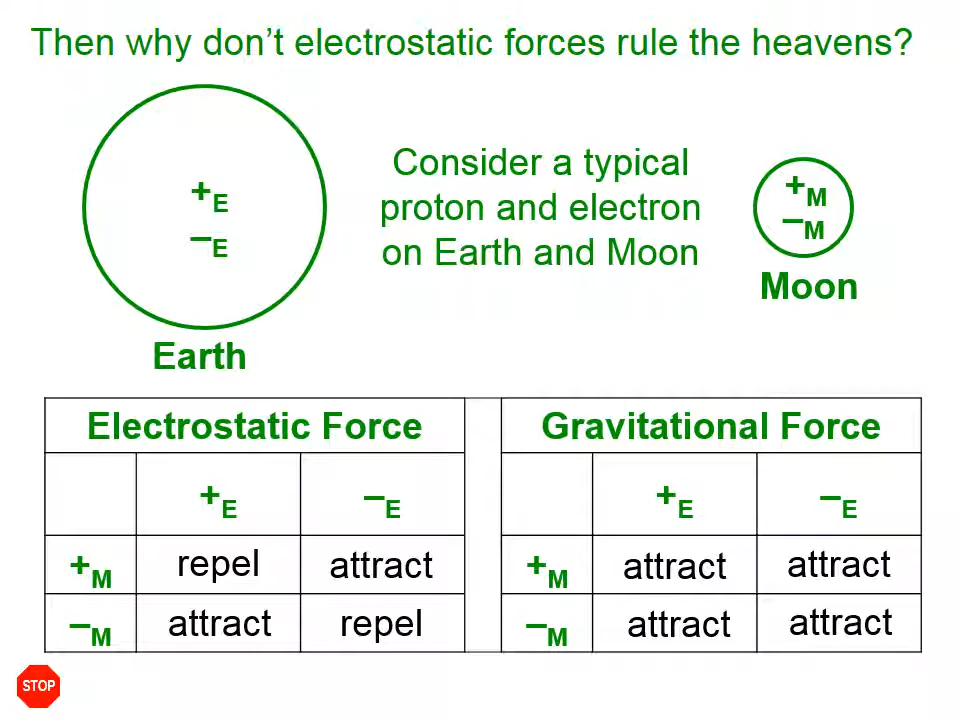 Then why don't electrostatic forces rule the heavens?
+E
–E
Earth
Consider a typical
proton and electron
on Earth and Moon
+M
–M
Moon
Electrostatic Force
+E –E
+M repel attract
–M attract repel
Gravitational Force
+E –E
+M attract attract
–M attract attract
STOP